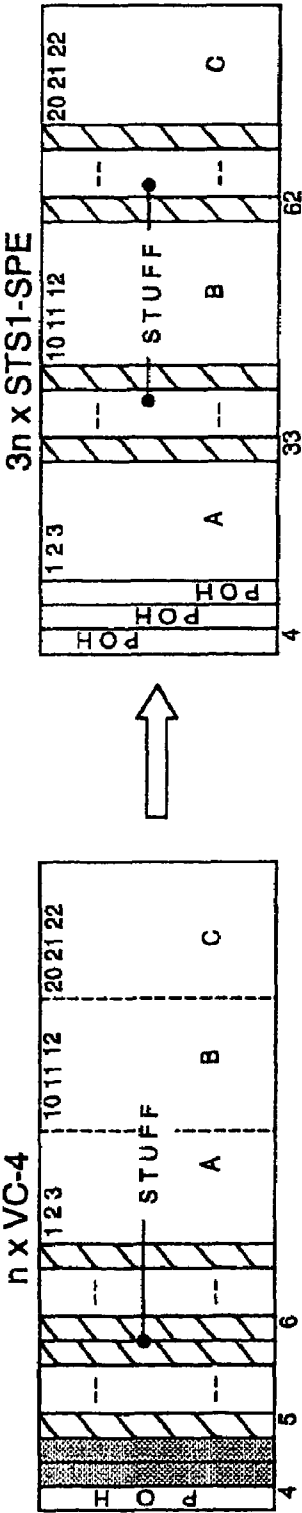 n x VC-4
P O H
1 2 3
10 11 12
20 21 22
STUFF
A
B
C
4
5
6
3n x STS1-SPE
POH
POH
POH
1 2 3
10 11 12
20 21 22
STUFF
STUFF
A
B
C
4
33
62